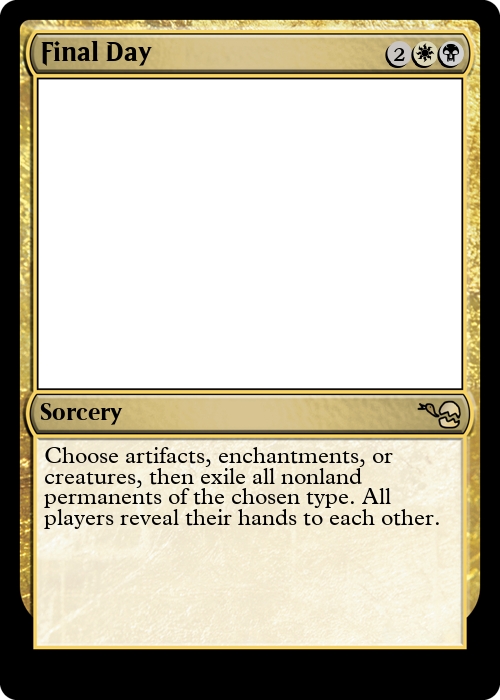 Final Day 2
Sorcery
Choose artifacts, enchantments, or
creatures, then exile all nonland
permanents of the chosen type. All
players reveal their hands to each other.